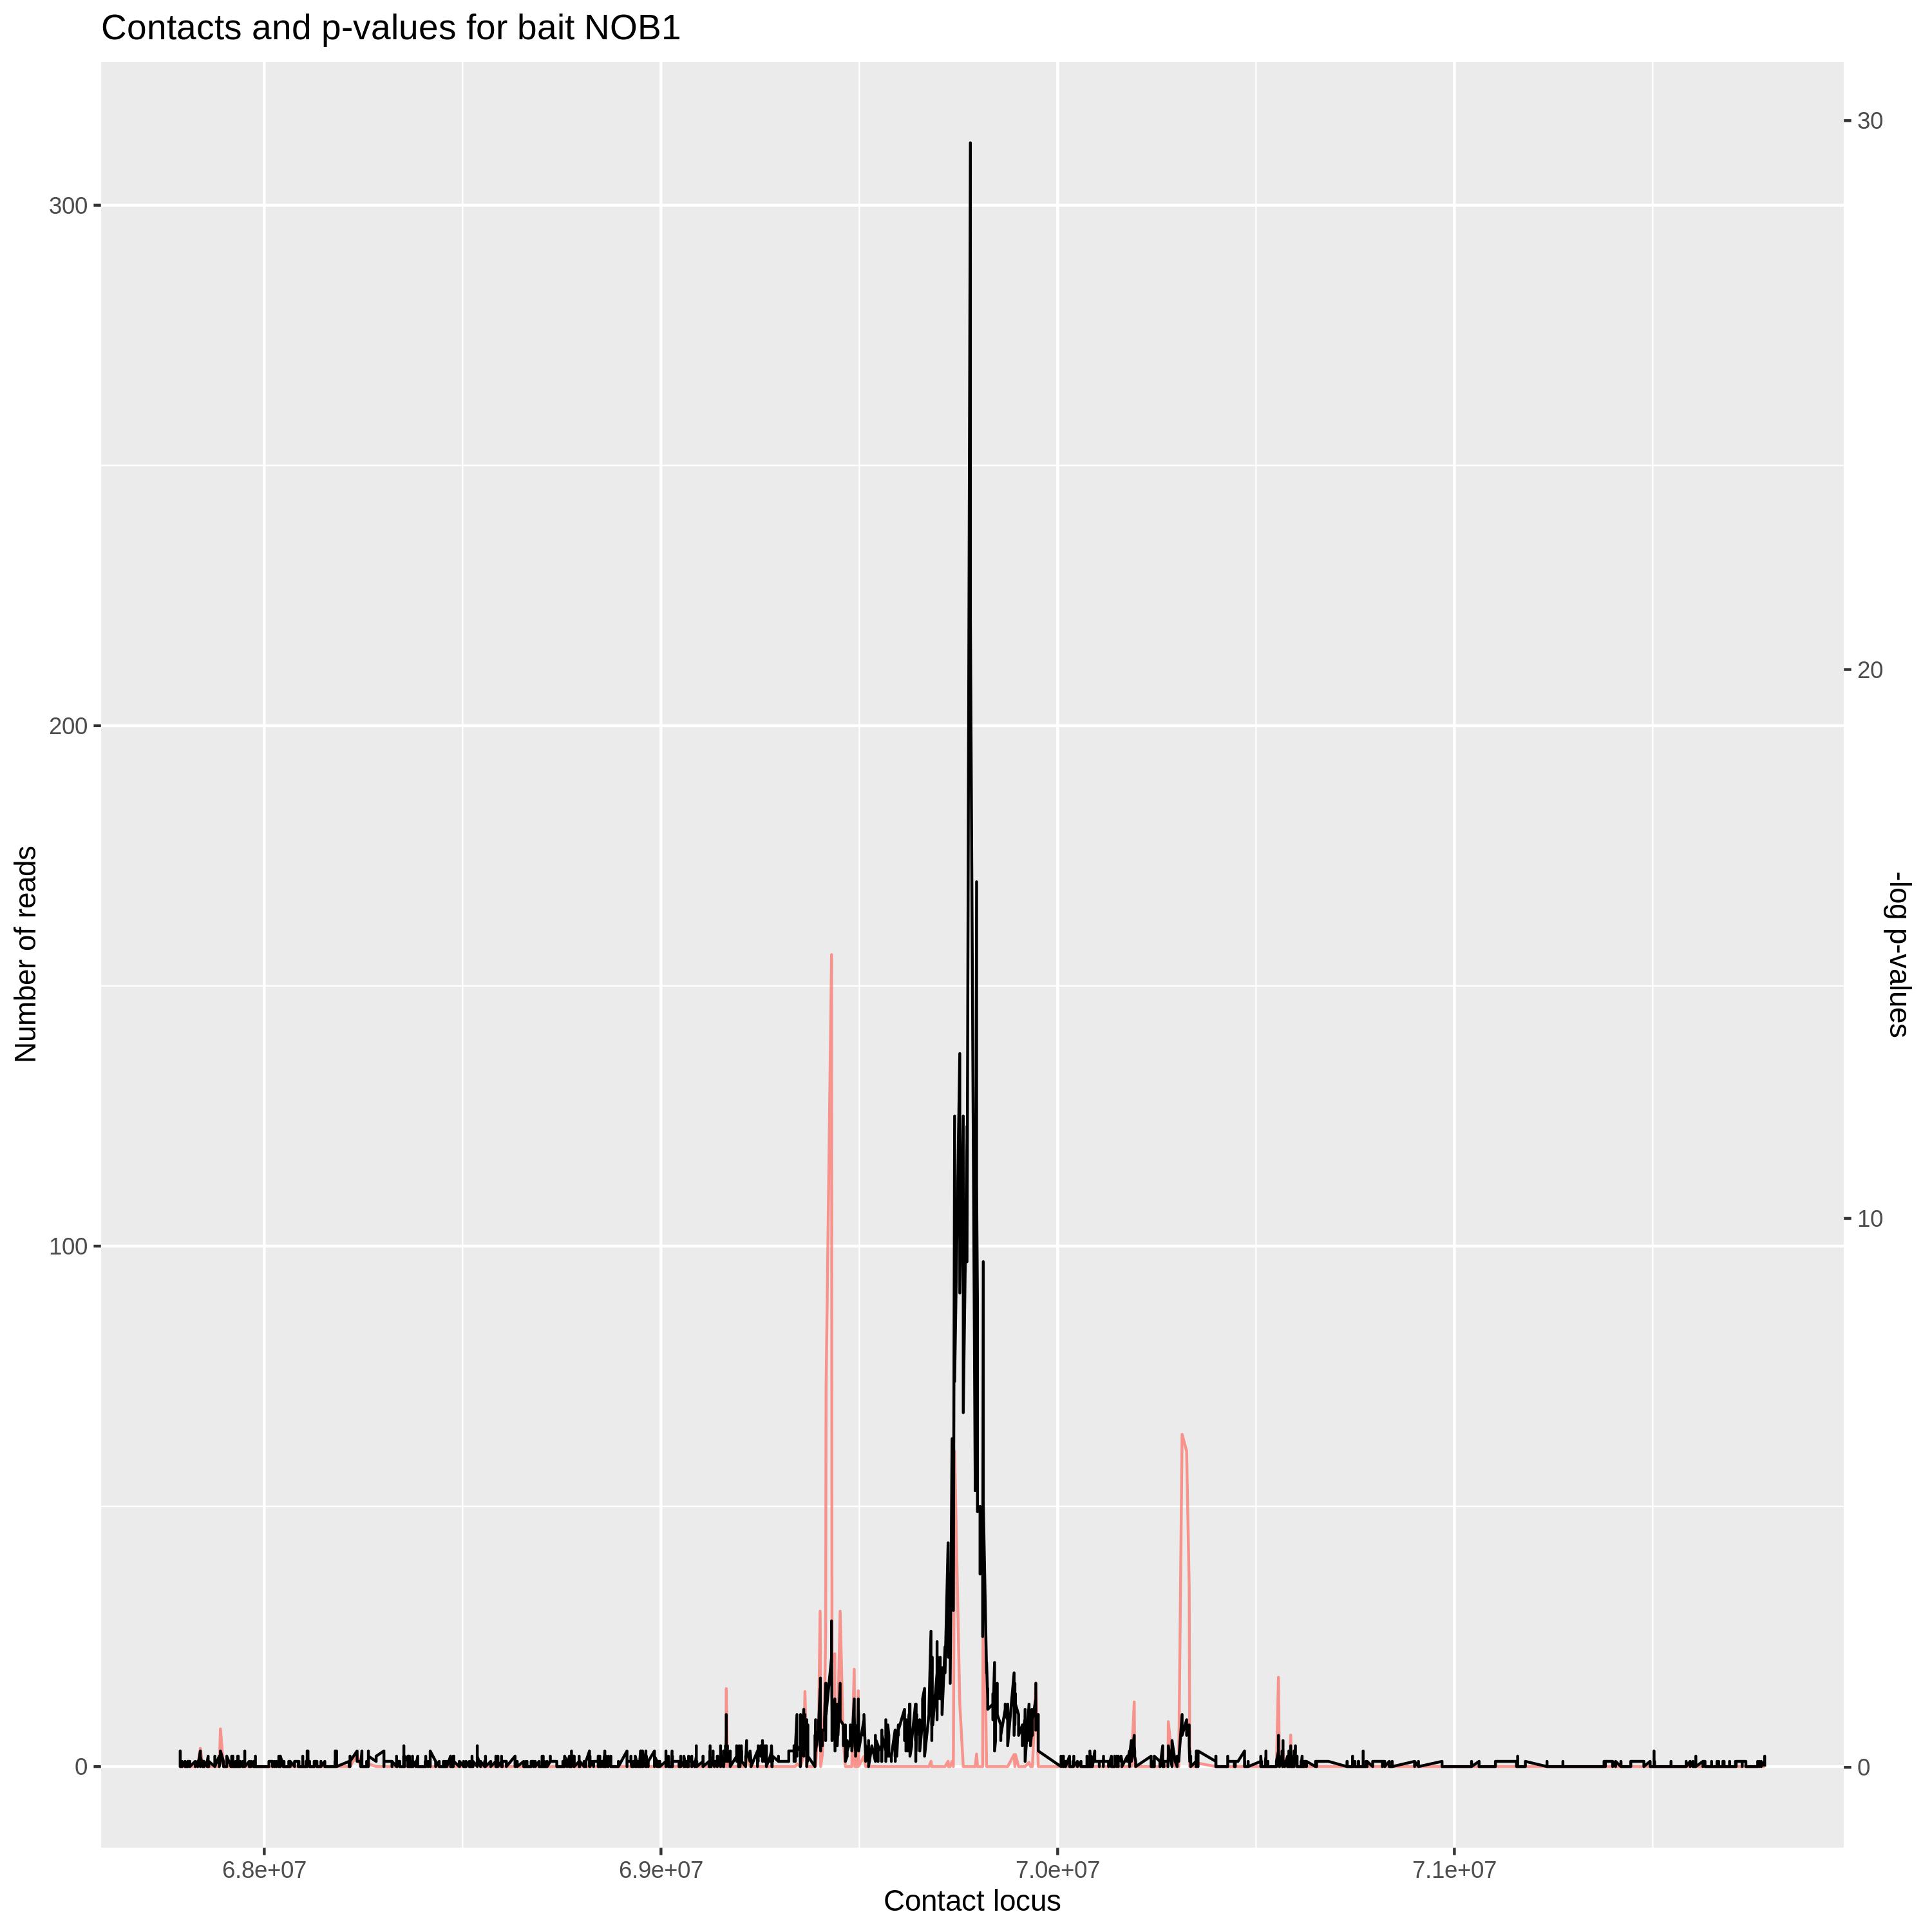 Contacts and p-values for bait NOB1
Number of reads
300
200
100
0
30
20
10
0
-log p-values
6.8e+07
6.9e+07
7.0e+07
7.1e+07
Contact locus